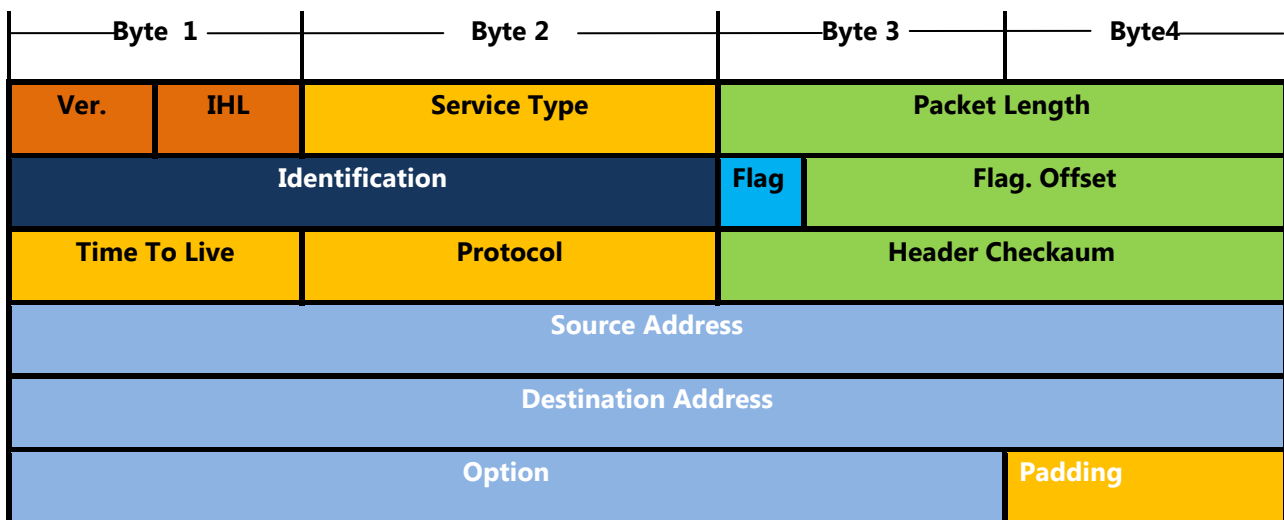 Byte 1 Byte 2 Byte 3 Byte4
Ver. IHL Service Type Packet Length
Identification Flag Flag. Offset
Time To Live Protocol Header Checkaum
Source Address
Destination Address
Option Padding